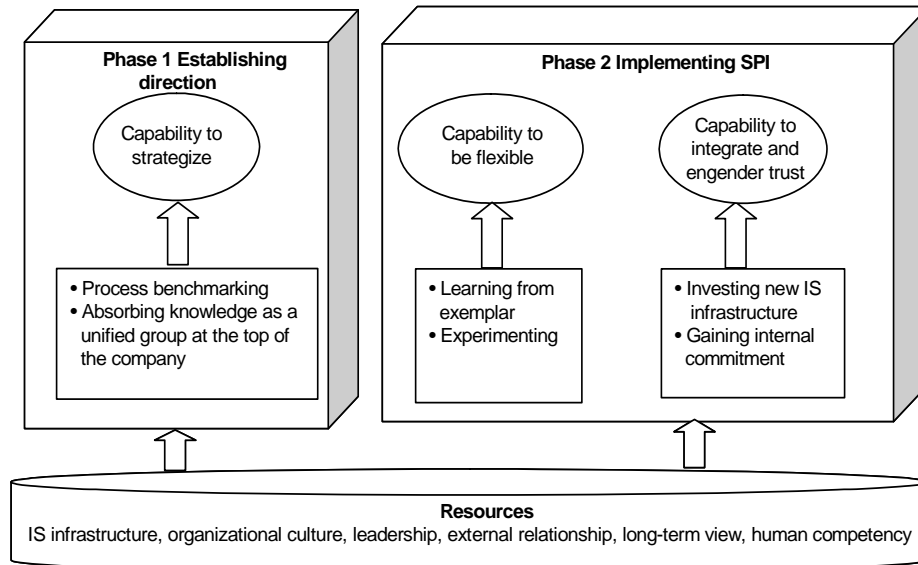 Phase 1 Establishing
direction
Capability to
strategize
• Process benchmarking
• Absorbing knowledge as a
unified group at the top of
the company
Phase 2 Implementing SPI
Capability to
be flexible
• Learning from
exemplar
• Experimenting
Capability to
integrate and
engender trust
• Investing new IS
infrastructure
• Gaining internal
commitment
Resources
IS infrastructure, organizational culture, leadership, external relationship, long-term view, human competency